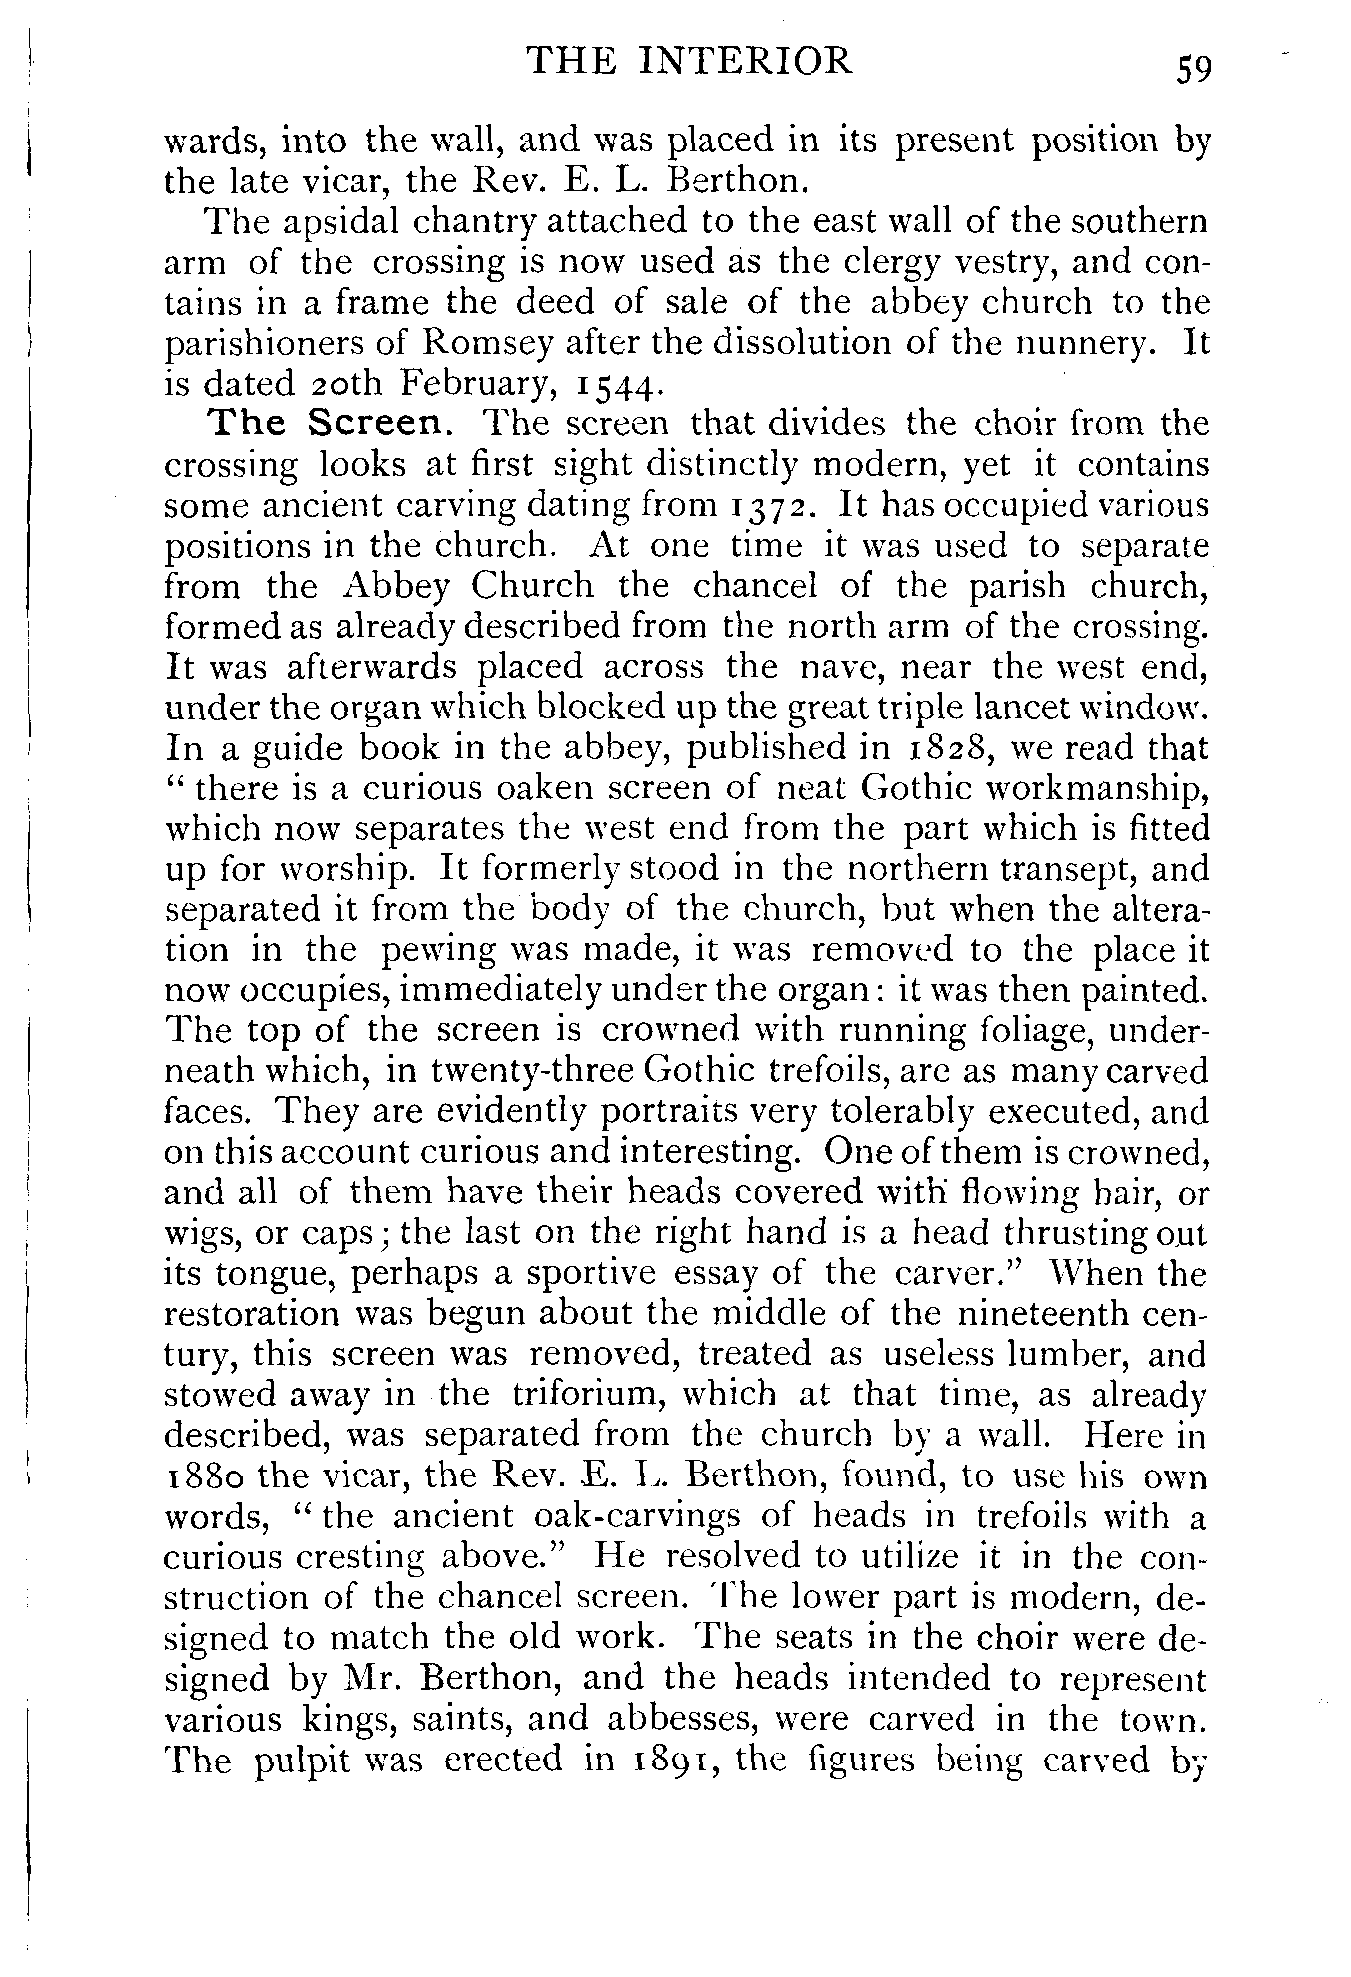 THE INTERIOR 59
wards, into the wall, and was placed in its present position by
the late vicar, the Rev. E. L. Berthon.
The apsidal chantry attached to the east wall of the southern
arm of the crossing is now used as the clergy vestry, and con-
tains in a frame the deed of sale of the abbey church to the
parishioners of Romsey after the dissolution of the nunnery. It
is dated 20th February, 1544.
The Screen. The screen that divides the choir from the
crossing looks at first sight distinctly modern, yet it contains
some ancient carving dating from 1372. It has occupied various
positions in the church. At one time it was used to separate
from the Abbey Church the chancel of the parish church,
formed as already described from the north arm of the crossing.
It was afterwards placed across the nave, near the west end,
under the organ which blocked up the great triple lancet window.
In a guide book in the abbey, published in 1828, we read that
“ there is a curious oaken screen of neat Gothic workmanship,
which now separates the west end from the part which is fitted
up for worship. It formerly stood in the northern transept, and
separated it from the body of the church, but when the altera-
tion in the pewing was made, it was removed to the place it
now occupies, immediately under the organ: it was then painted.
The top of the screen is crowned with running foliage, under-
neath which, in twenty-three Gothic trefoils, are as many carved
faces. They are evidently portraits very tolerably executed, and
on this account curious and interesting. One of them is crowned,
and all of them have their heads covered with flowing hair, or
wigs, or caps; the last on the right hand is a head thrusting out
its tongue, perhaps a sportive essay of the carver.” When the
restoration was begun about the middle of the nineteenth cen-
tury, this screen was removed, treated as useless lumber, and
stowed away in the triforium, which at that time, as already
described, was separated from the church by a wall. Here in
1880 the vicar, the Rev. E. L. Berthon, found, to use his own
words, “ the ancient oak-carvings of heads in trefoils with a
curious cresting above.” He resolved to utilize it in the con-
struction of the chancel screen. The lower part is modern, de-
signed to match the old work. The seats in the choir were de-
signed by Mr. Berthon, and the heads intended to represent
various kings, saints, and abbesses, were carved in the town.
The pulpit was erected in 1891, the figures being carved by